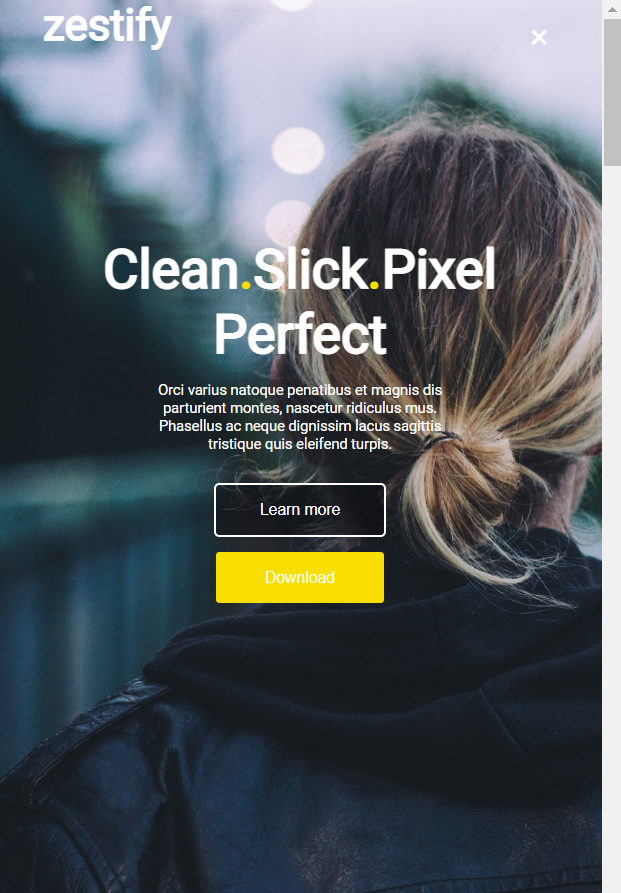 zestify
Clean.Slick.Pixel
Perfect
Orci varius natoque penatibus et magnis dis
parturient montes, nascetur ridiculus mus.
Phasellus ac neque dignissim lacus sagittis
tristique quis eleifend turpis.
Learn more
Download